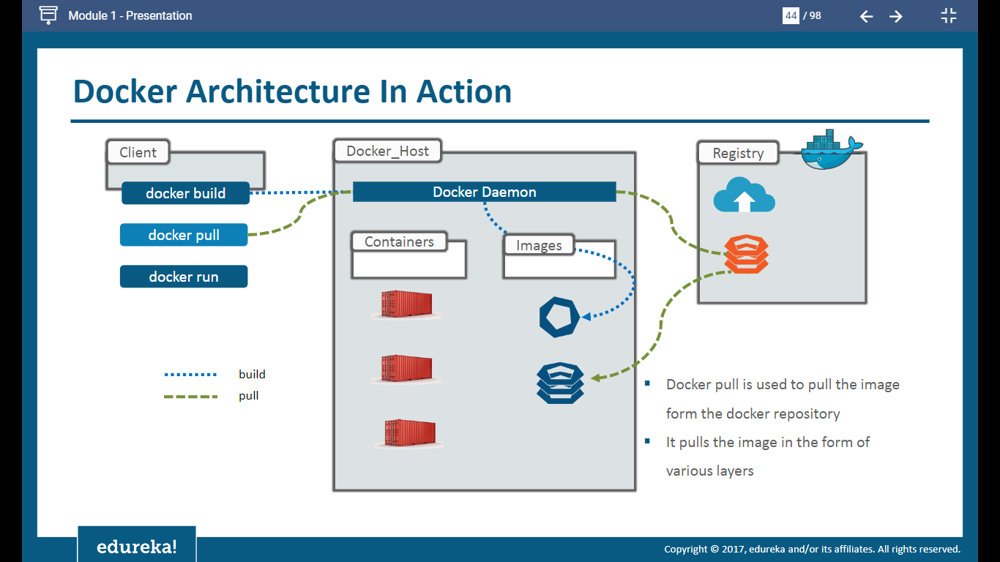 Module 1 - Presentation
44 / 98
Docker Architecture In Action
Client
docker build
docker pull
docker run
Docker_Host
Docker Daemon
Containers
Images
Registry
build
pull
Docker pull is used to pull the image
form the docker repository
It pulls the image in the form of
various layers
edureka!
Copyright © 2017, edureka and/or its affiliates. All rights reserved.